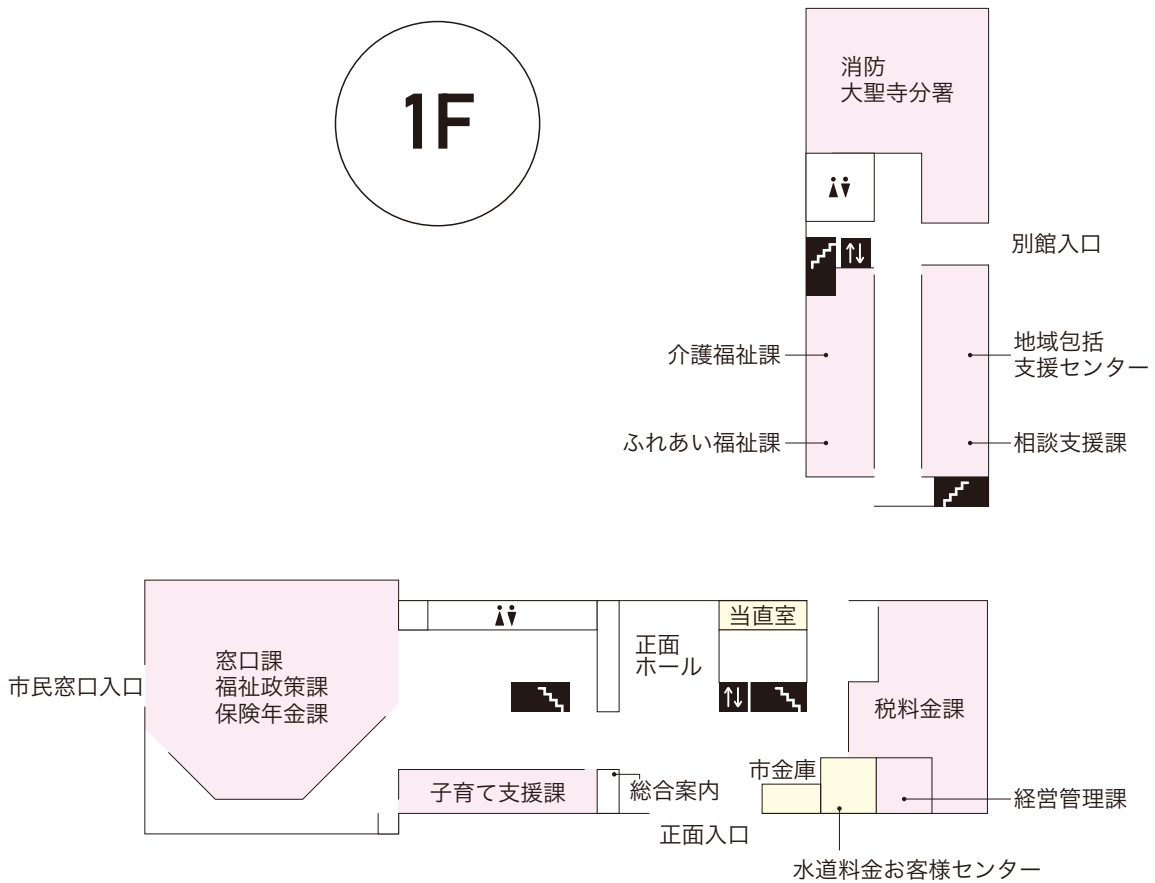 1F
消防
大聖寺分署
別館入口
介護福祉課
地域包括
支援センター
ふれあい福祉課
相談支援課
当直室
正面
ホール
窓口課
福祉政策課
保険年金課
市民窓口入口
税料金課
市金庫
子育て支援課
総合案内
経営管理課
正面入口
水道料金お客様センター